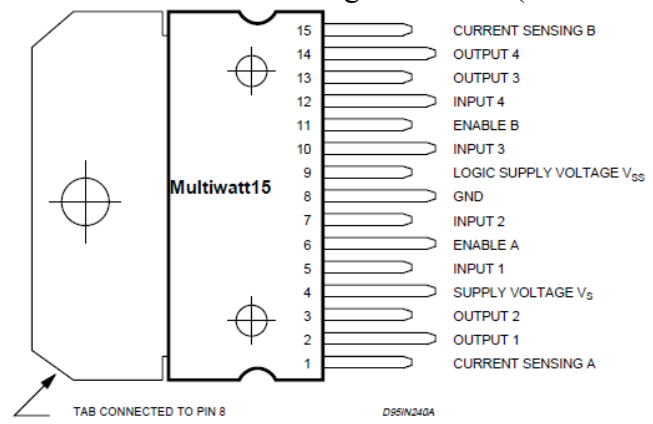 15 CURRENT SENSING B
14 OUTPUT 4
13 OUTPUT 3
12 INPUT 4
11 ENABLE B
10 INPUT 3
9 LOGIC SUPPLY VOLTAGE VSS
Multiwatt15
8 GND
7 INPUT 2
6 ENABLE A
5 INPUT 1
4 SUPPLY VOLTAGE VS
3 OUTPUT 2
2 OUTPUT 1
1 CURRENT SENSING A
TAB CONNECTED TO PIN 8
D95IN240A